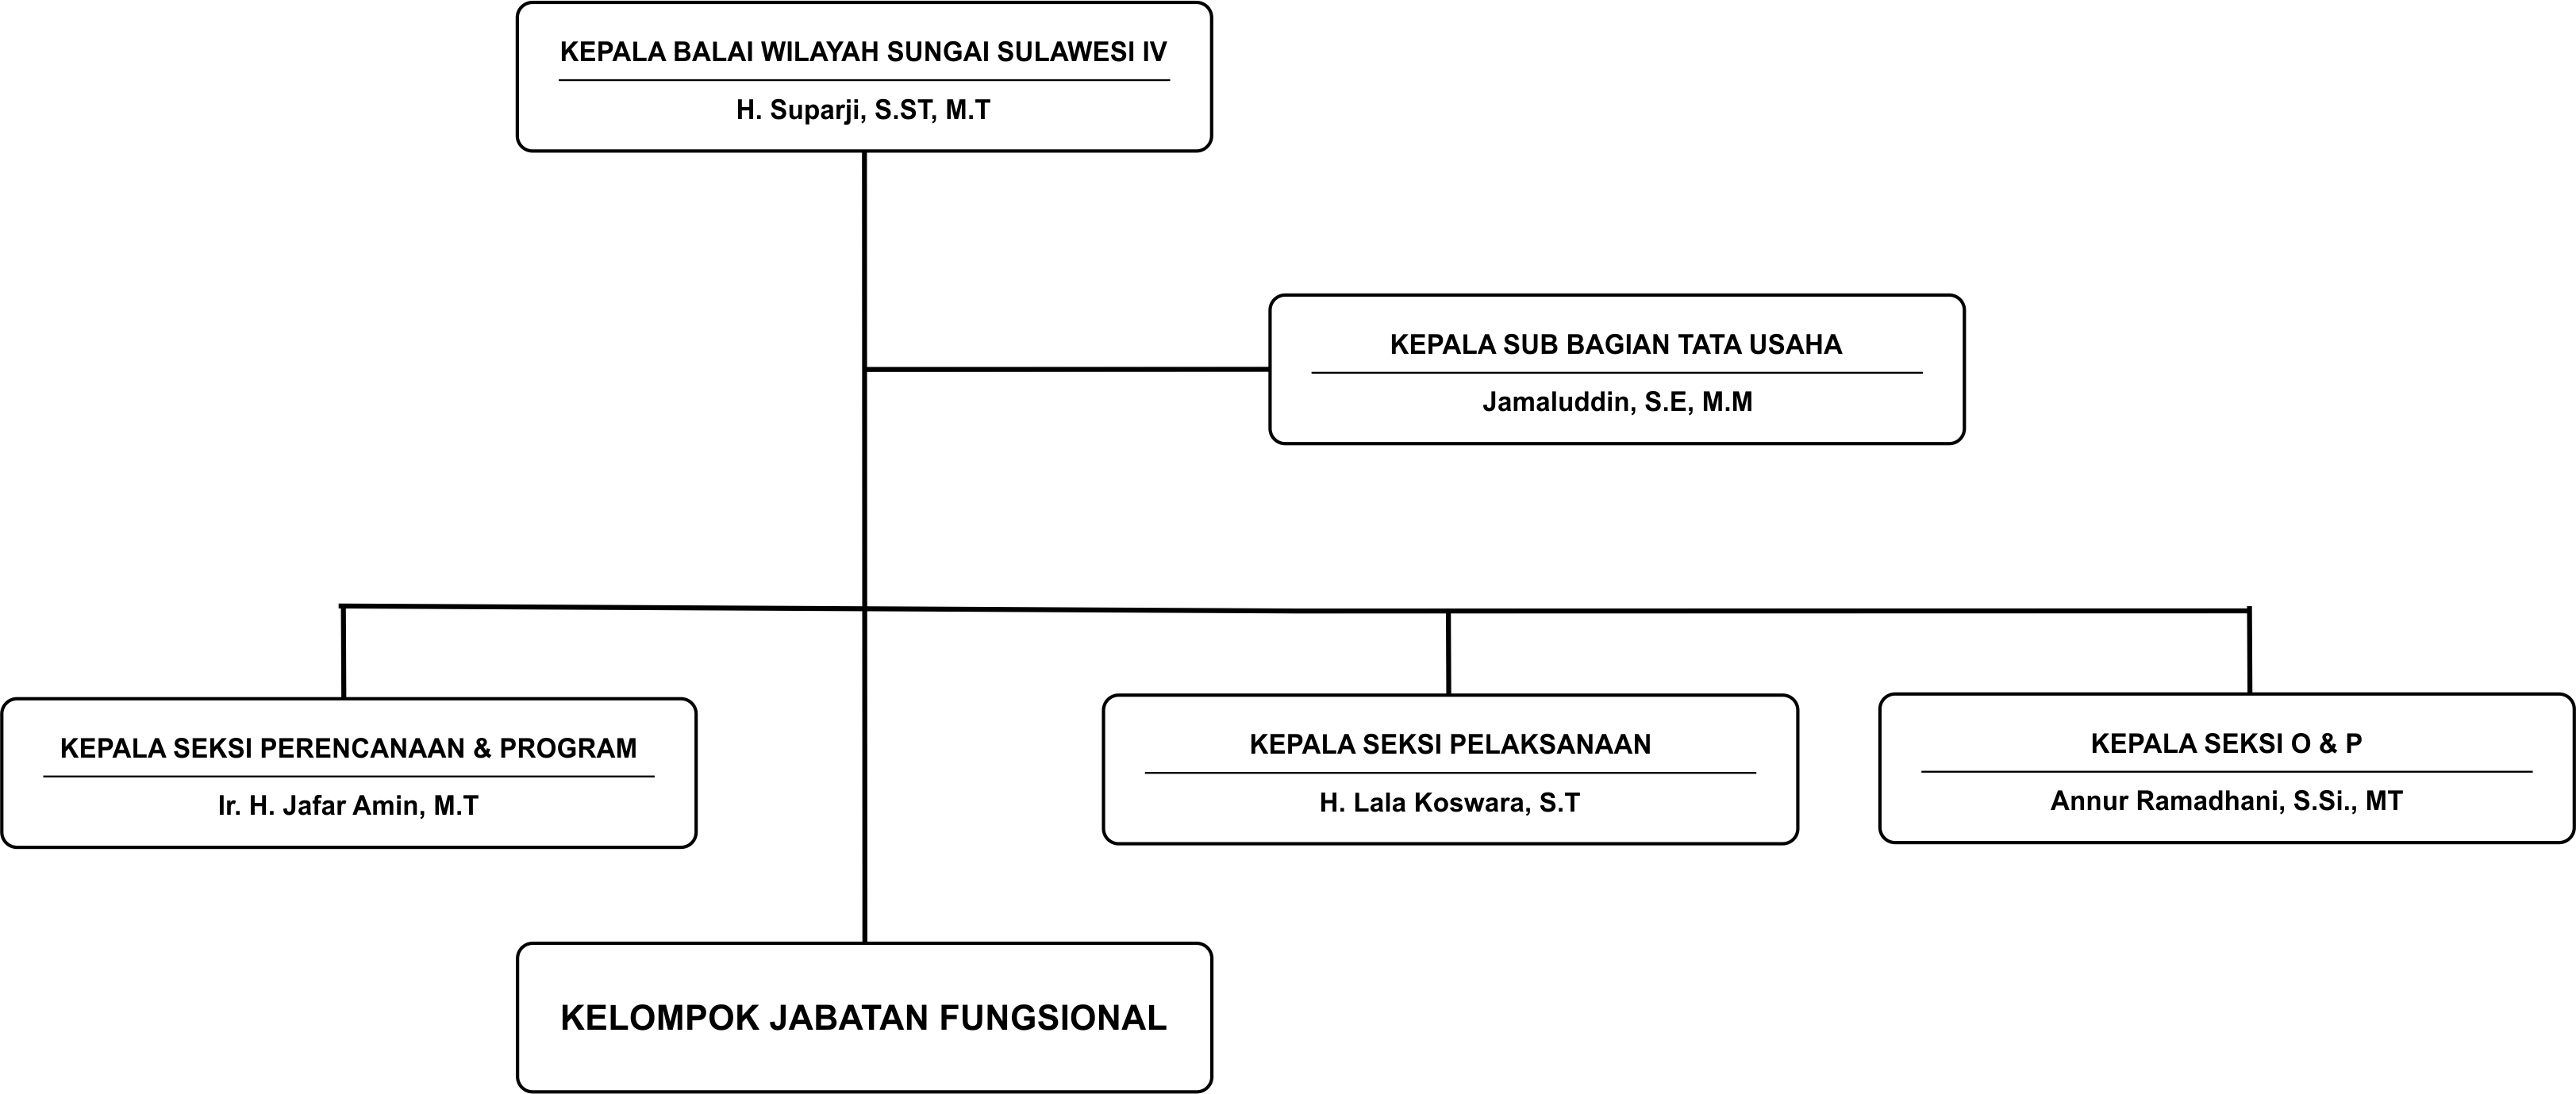 KEPALA BALAI WILAYAH SUNGAI SULAWESI IV
H. Suparji, S.ST, M.T
KEPALA SUB BAGIAN TATA USAHA
Jamaluddin, S.E, M.M
KEPALA SEKSI PERENCANAAN & PROGRAM
Ir. H. Jafar Amin, M.T
KEPALA SEKSI PELAKSANAAN
H. Lala Koswara, S.T
KEPALA SEKSI O & P
Annur Ramadhani, S.Si., MT
KELOMPOK JABATAN FUNGSIONAL